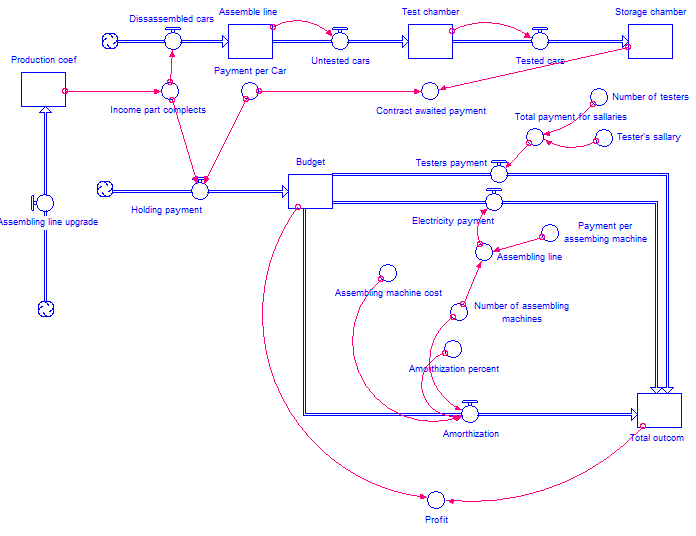 Dissassembled cars
Assemble line
Test chamber
Storage chamber
Production coef
Payment per Car
Untested cars
Tested cars
Income part complects
Contract awaited payment
Number of testers
Total payment for sallaries
Tester's sallary
Budget
Testers payment
Holding payment
Assembling line upgrade
Electricity payment
Payment per
assembing machine
Assembling line
Assembling machine cost
Number of assembling
machines
Amorthization percent
Amorthization
Total outcom
Profit